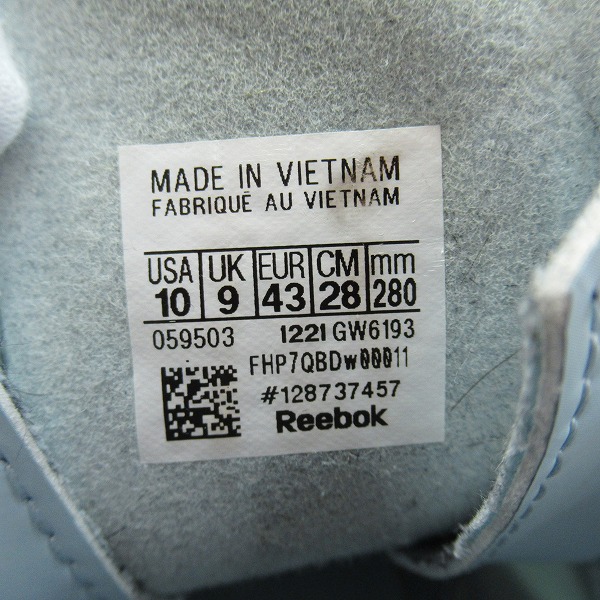 MADE IN VIETNAM
FABRIQUÉ AU VIETNAM
USA UK EUR CM mm
10 9 43 28 280
059503 1221 GW6193
FHP7QBDw00011
#128737457
Reebok